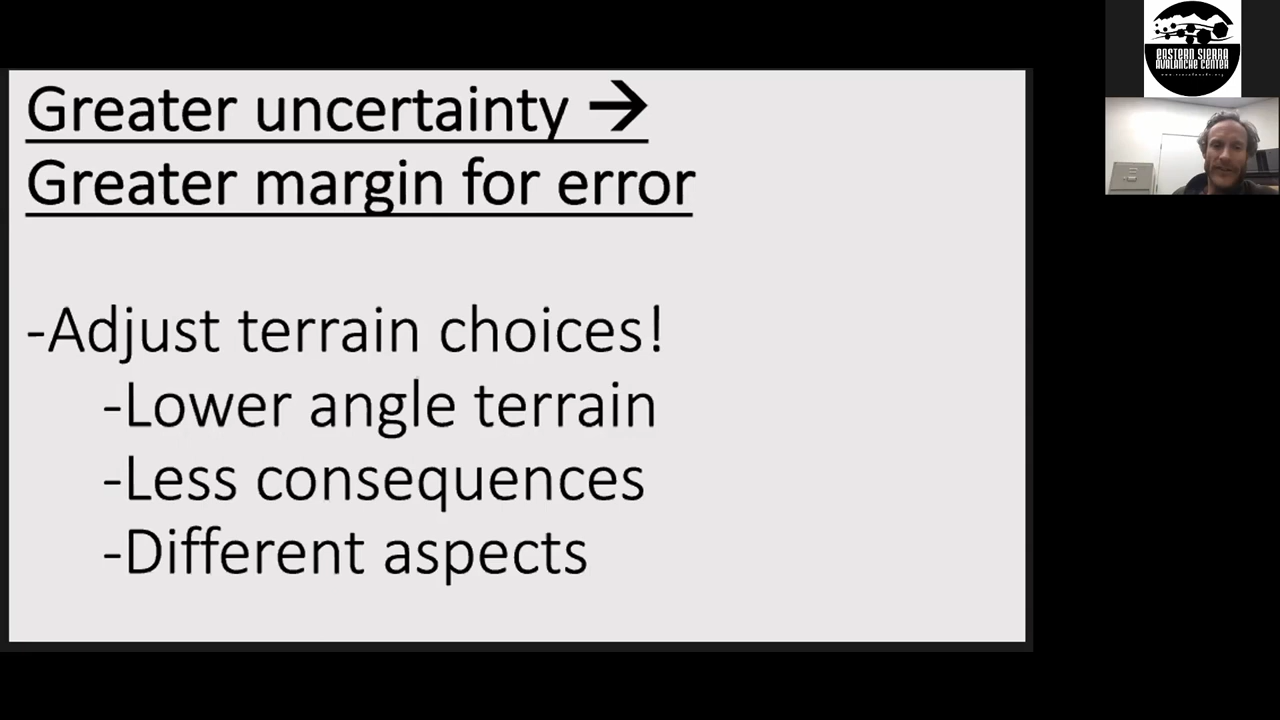 Greater uncertainty →
Greater margin for error
-Adjust terrain choices!
-Lower angle terrain
-Less consequences
-Different aspects
EASTERN SIERRA
AVALANCHE CENTER